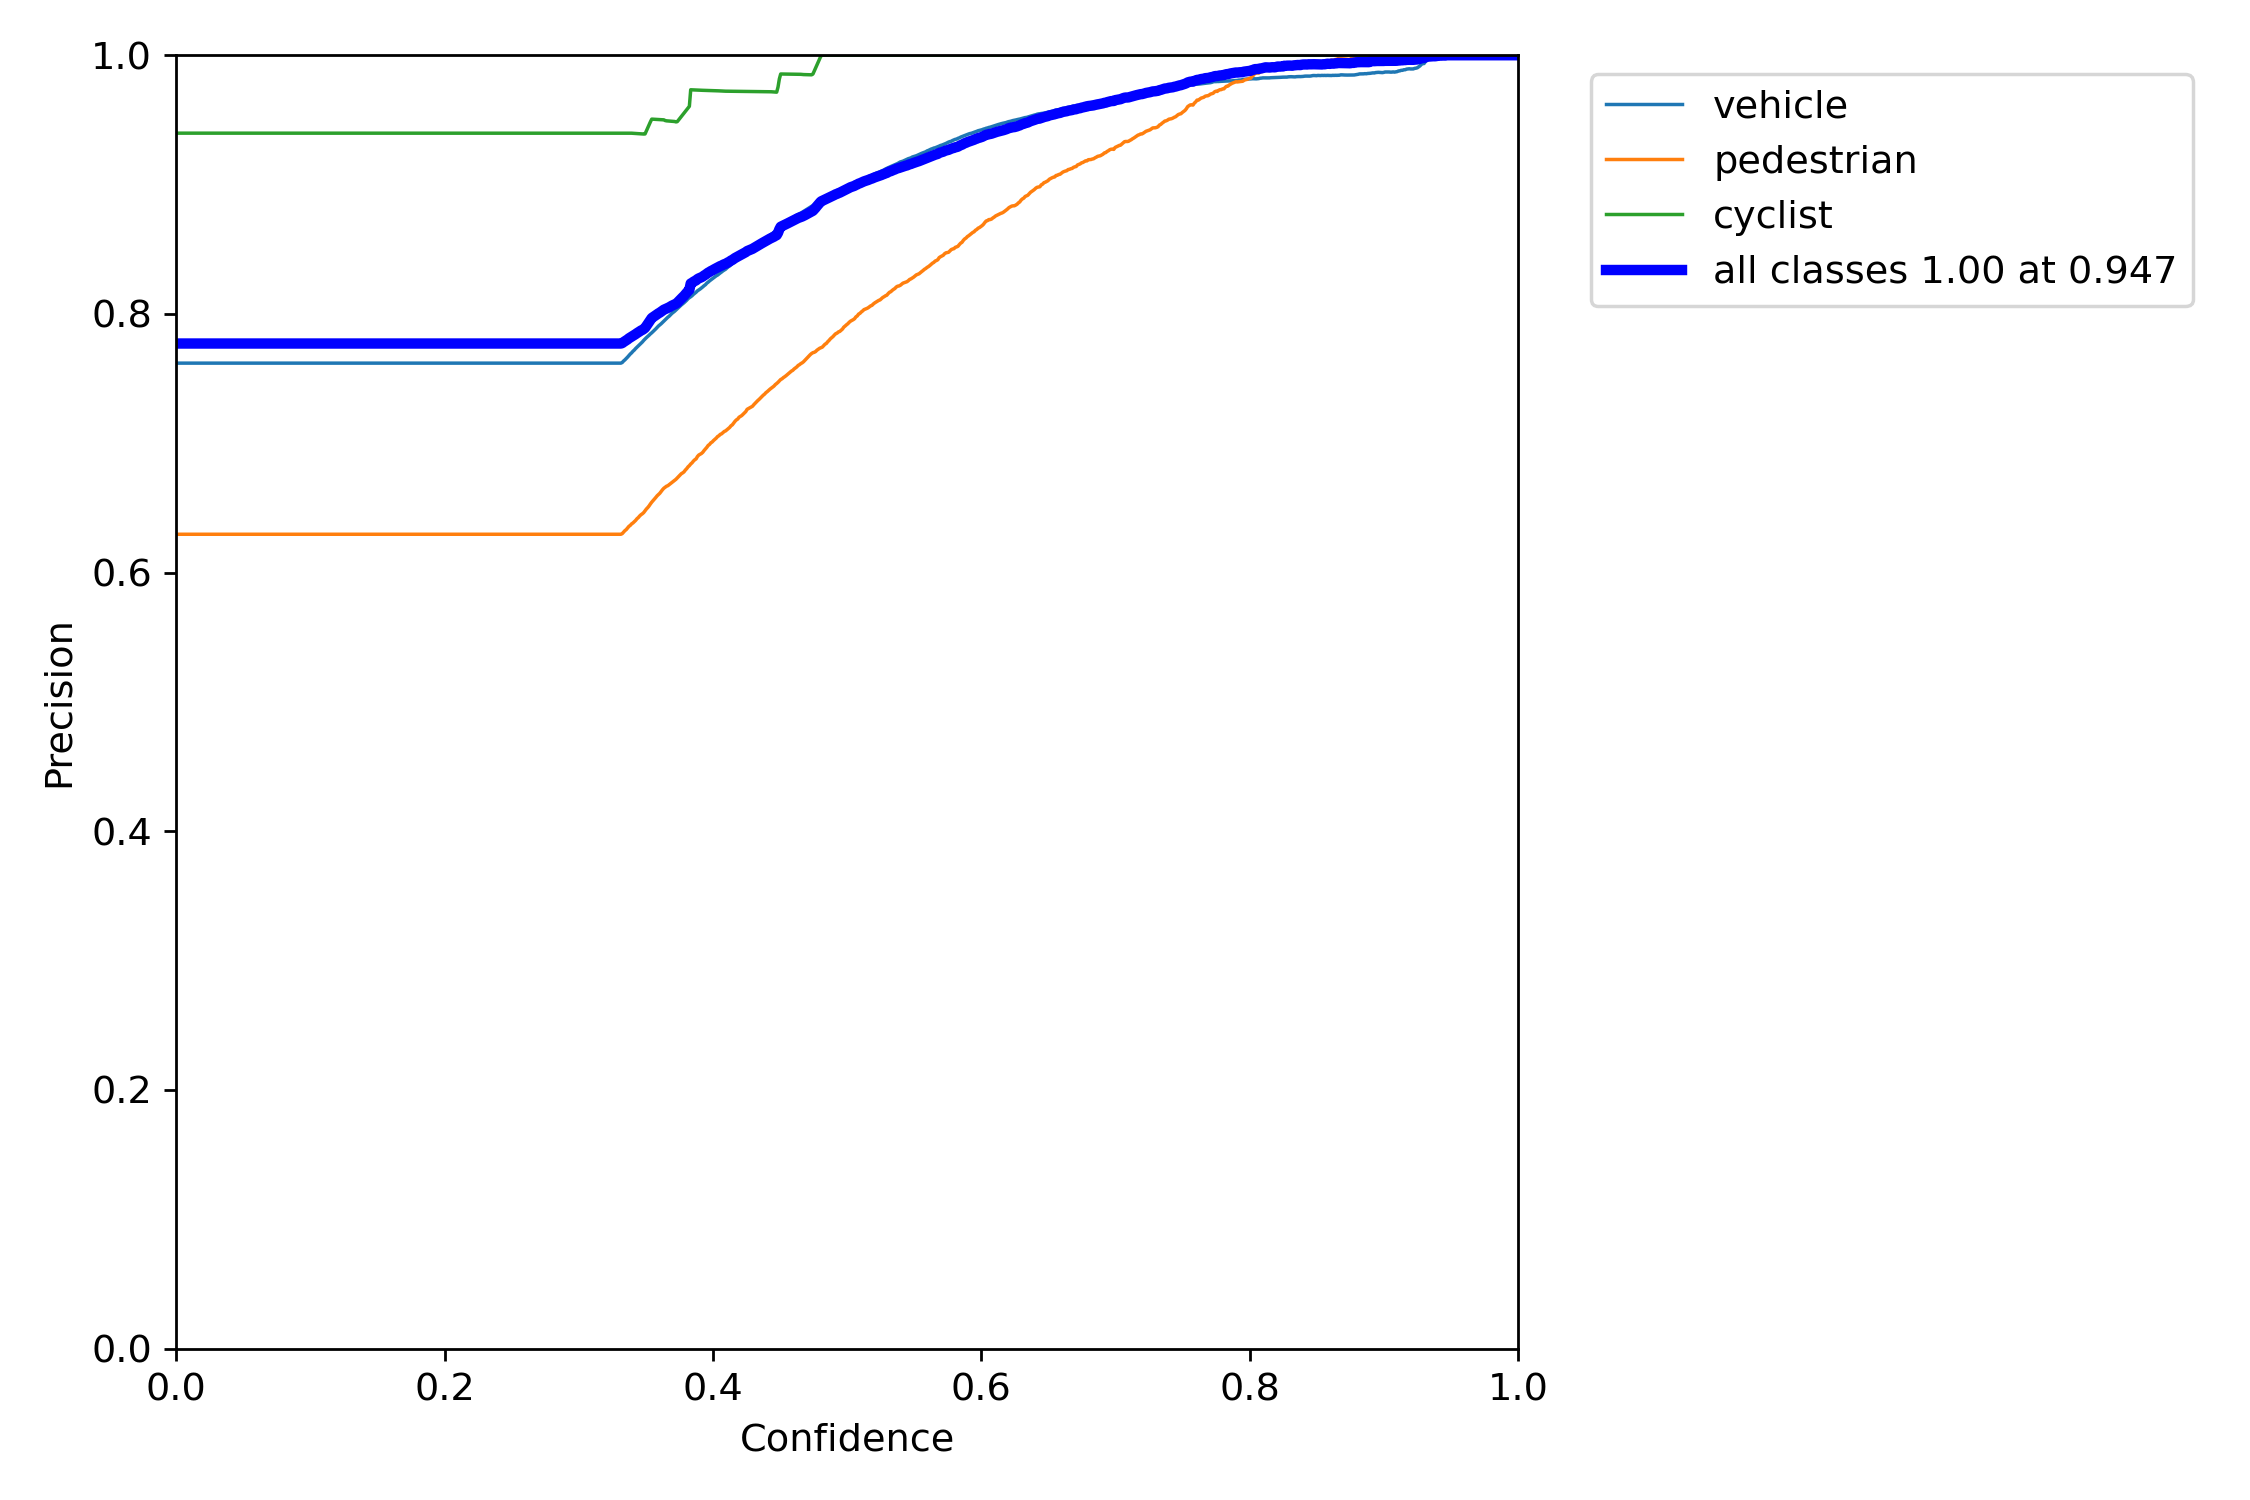 1.0
0.8
0.6
0.4
0.2
0.0
Precision
0.0 0.2 0.4 0.6 0.8 1.0
Confidence
vehicle
pedestrian
cyclist
all classes 1.00 at 0.947